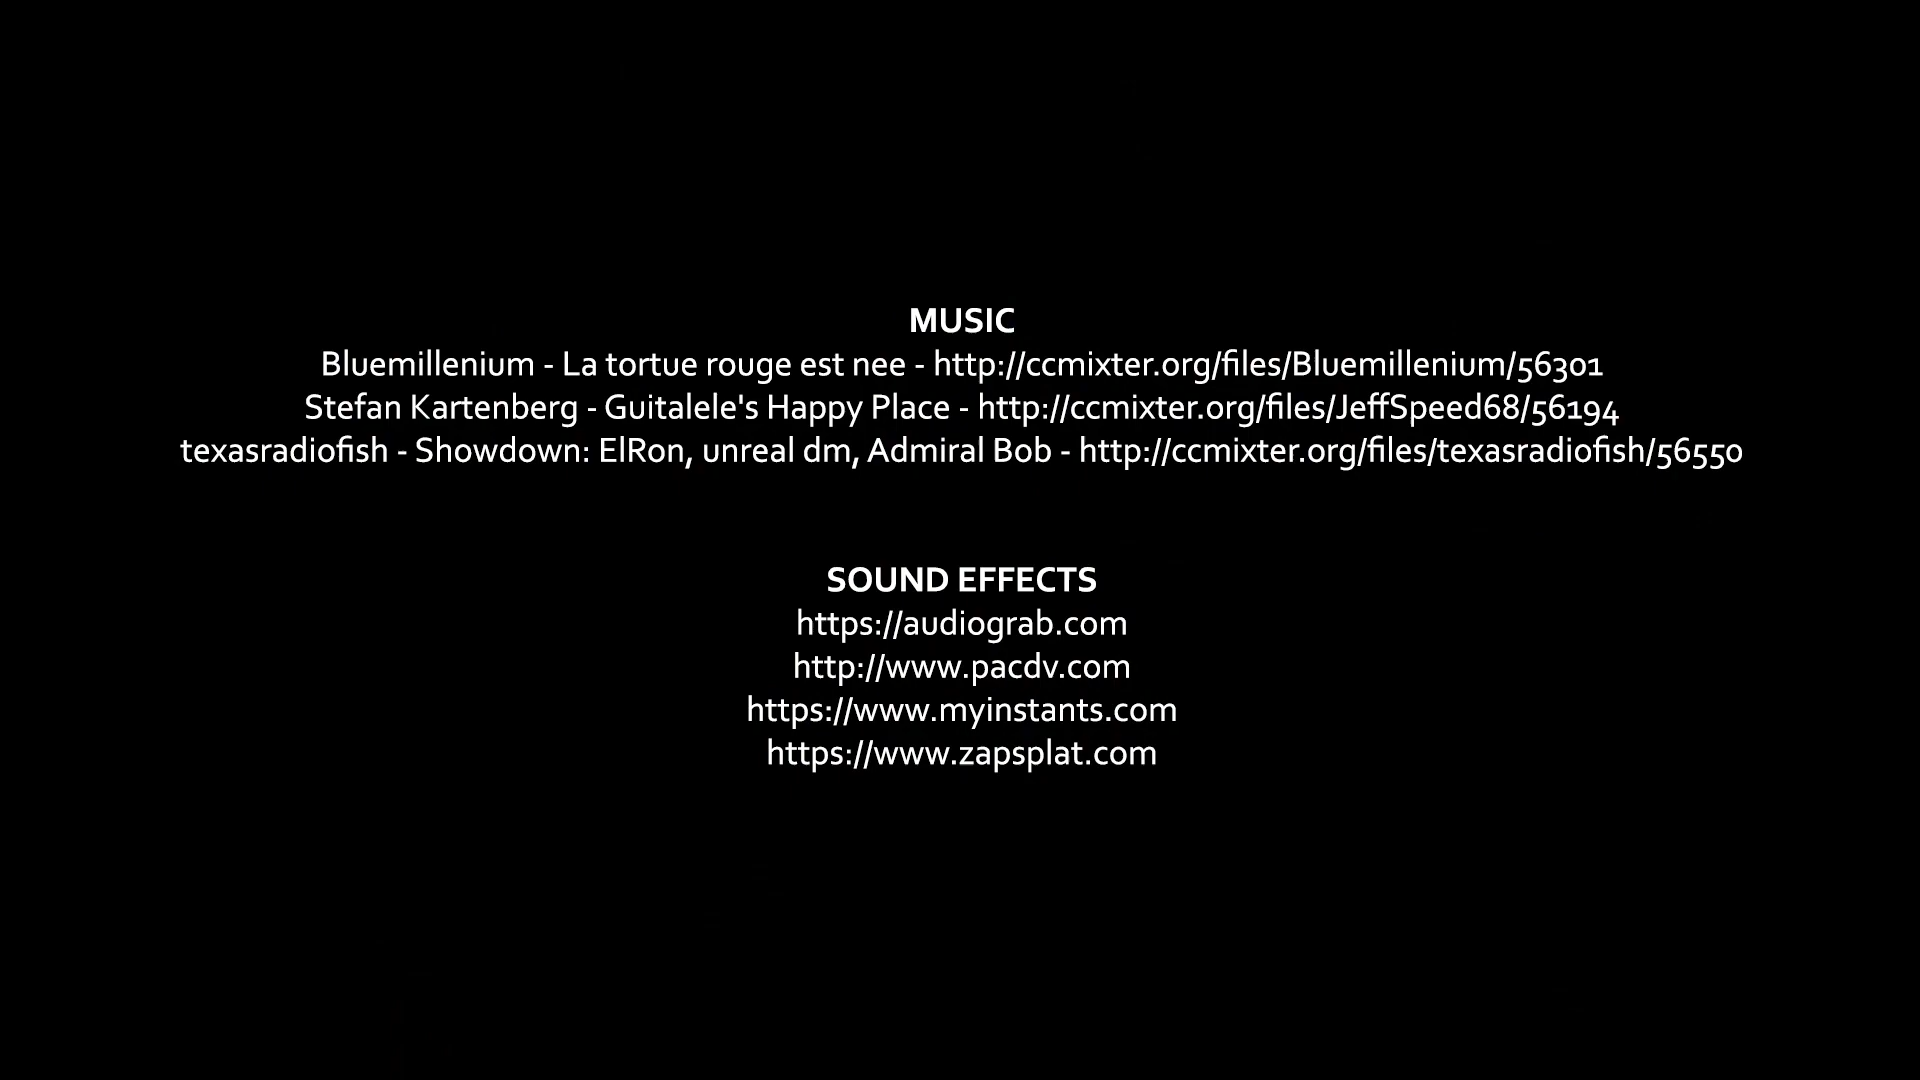 MUSIC
Bluemillenium - La tortue rouge est nee - http://ccmixter.org/files/Bluemillenium/56301
Stefan Kartenberg - Guitalele's Happy Place - http://ccmixter.org/files/JeffSpeed68/56194
texasradiofish - Showdown: ElRon, unreal dm, Admiral Bob - http://ccmixter.org/files/texasradiofish/56550
SOUND EFFECTS
https://audiograb.com
http://www.pacdv.com
https://www.myinstants.com
https://www.zapsplat.com